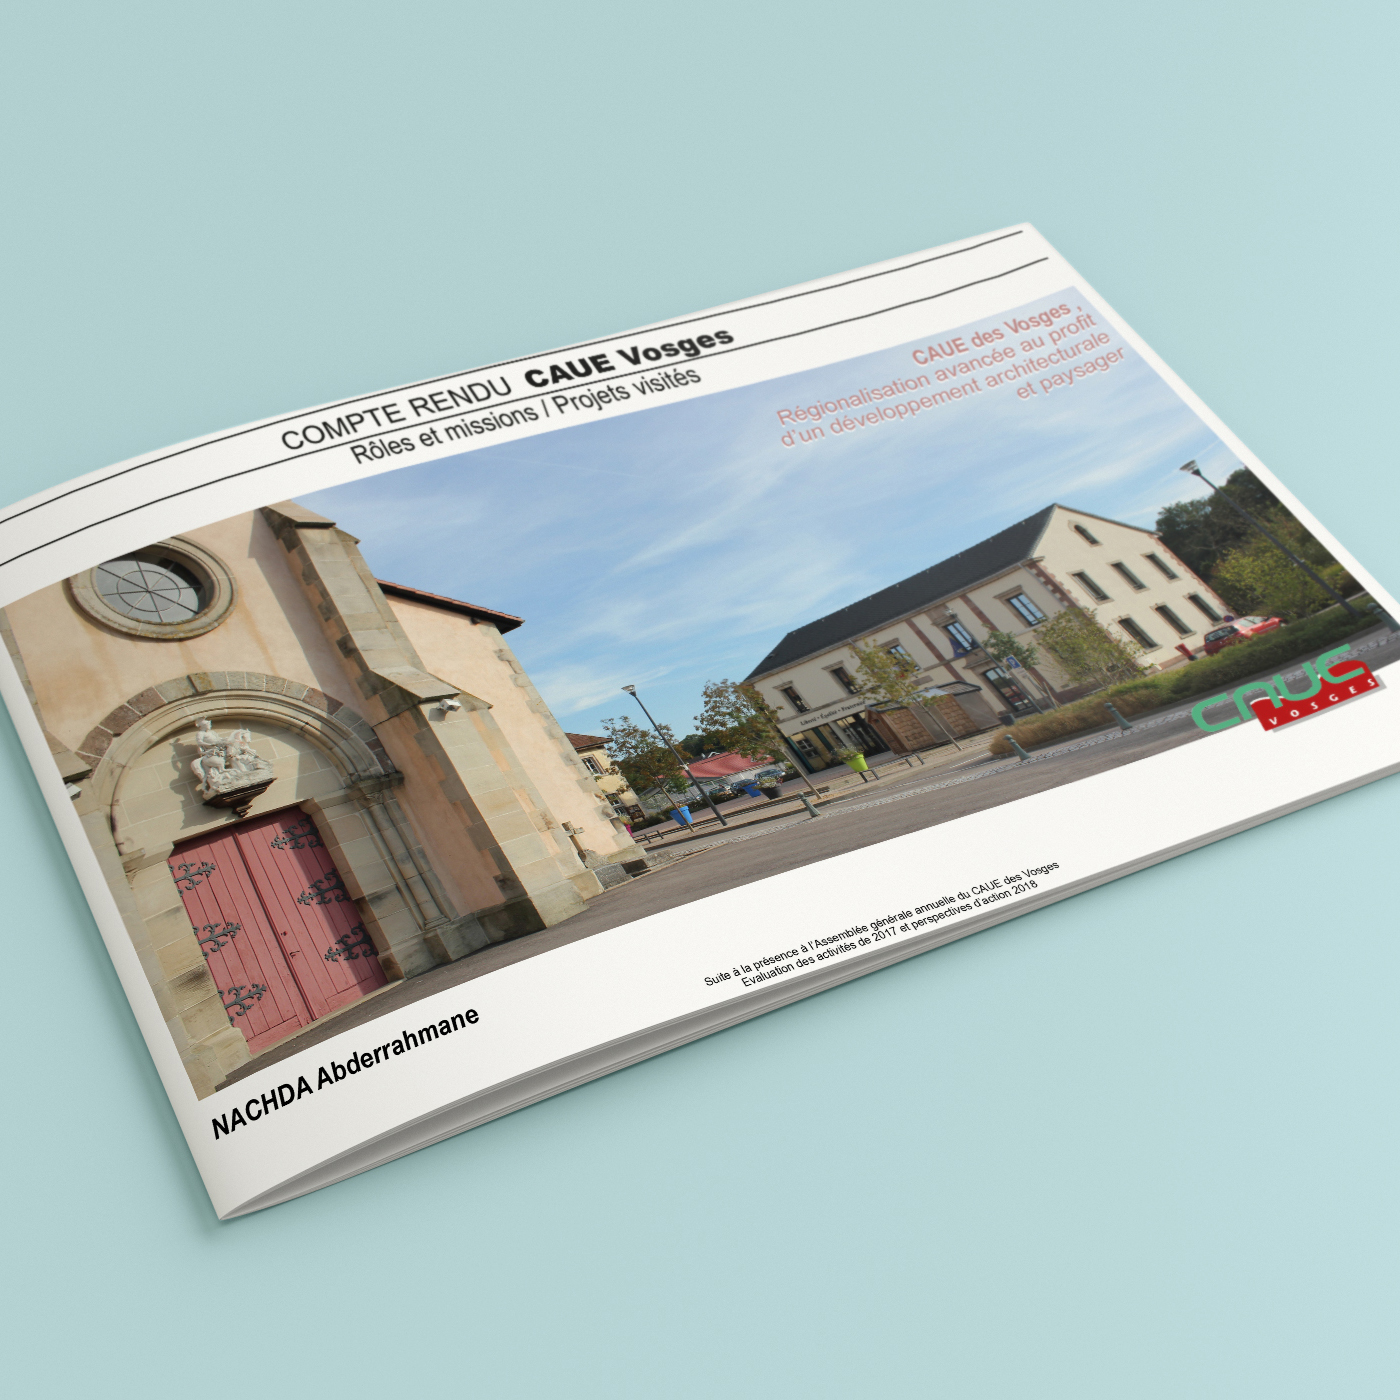 COMPTE RENDU CAUE Vosges
Rôles et missions / Projets visités
CAUE des Vosges ,
Régionalisation avancée au profit
d'un développement architecturale
et paysager
CAUE
VOSGES
Suite à la présence à l'Assemblée générale annuelle du CAUE des Vosges
Evaluation des activités de 2017 et perspectives d'action 2018
NACHDA Abderrahmane